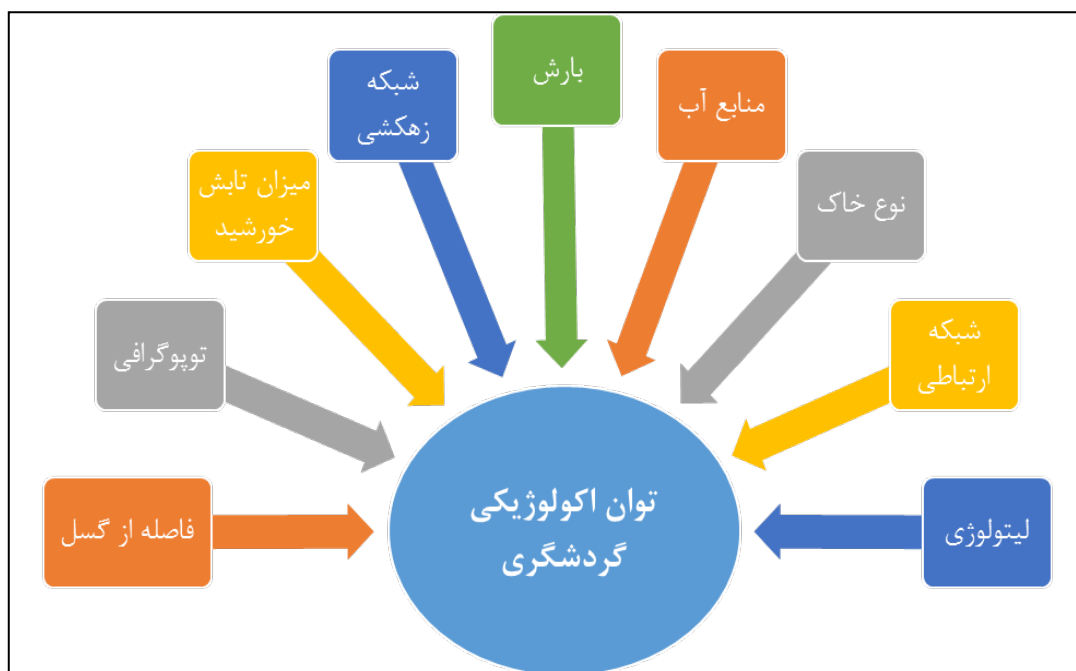 بارش
منابع آب
شبکه
زهکشی
نوع خاک
میزان تابش
خورشید
شبکه
ارتباطی
توپوگرافی
لیتولوژی
فاصله از گسل
توان اکولوژیکی
گردشگری